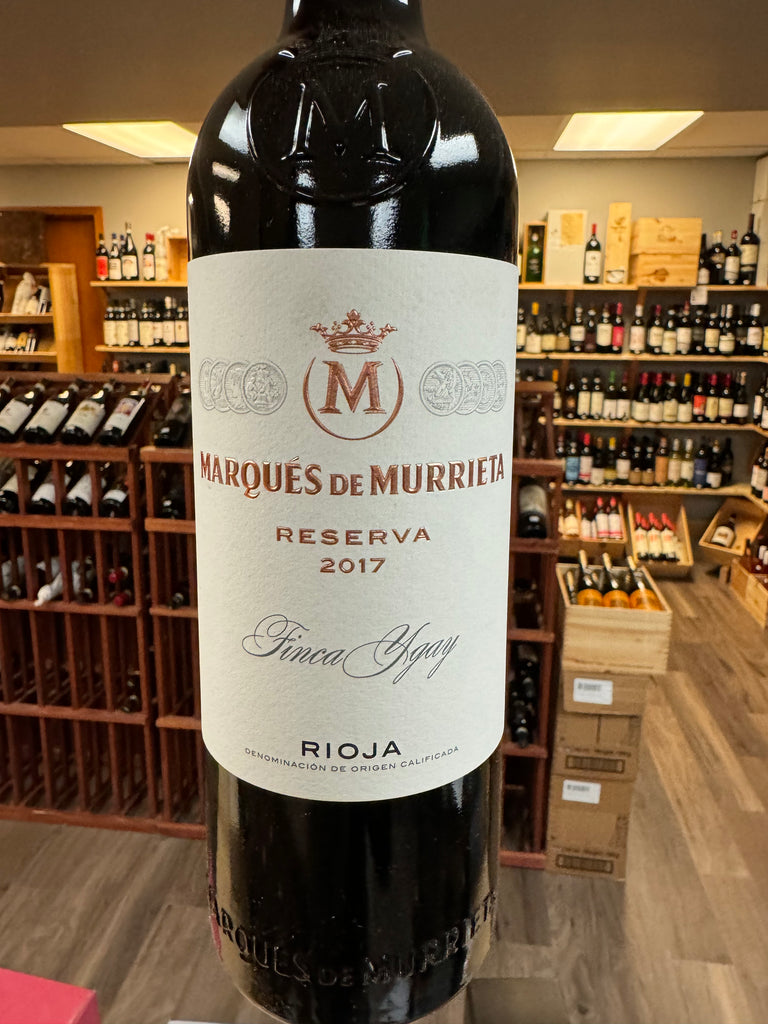 M
M
MARQUÉS DE MURRIETA
RESERVA
2017
Finca Ygay
RIOJA
DENOMINACIÓN DE ORIGEN CALIFICADA
MARQUÉS DE MURRIETA